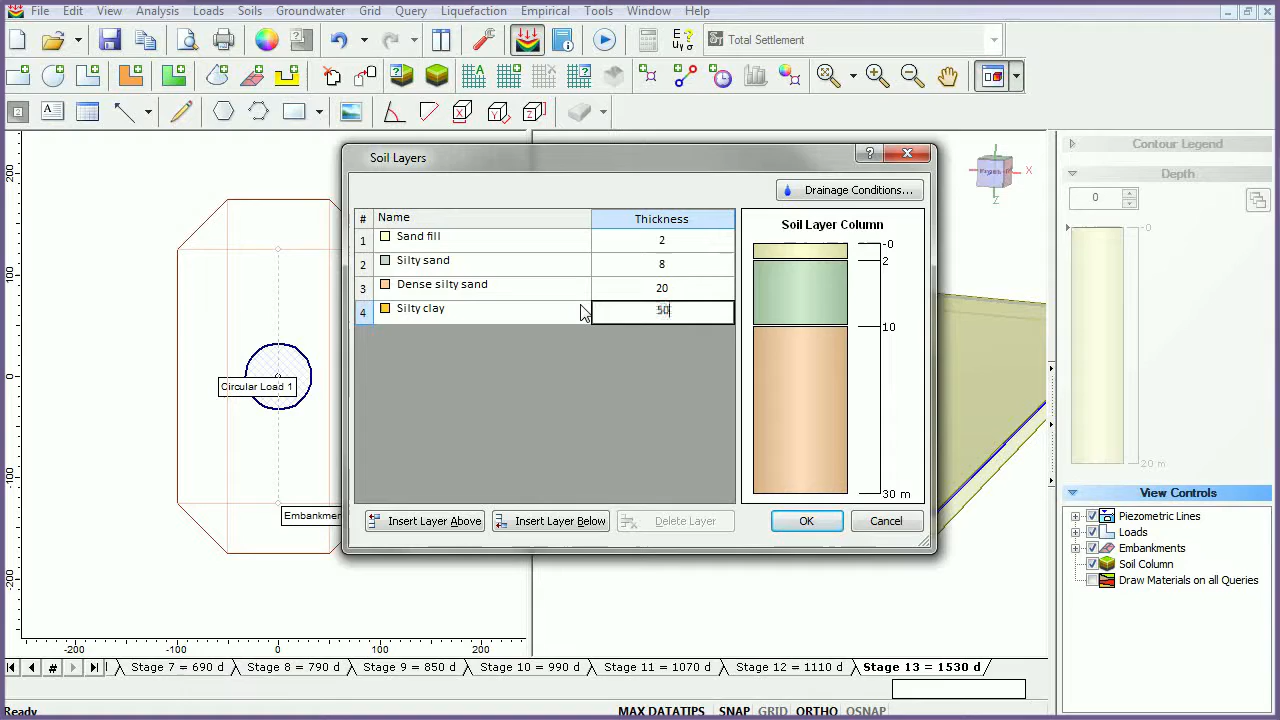 File Edit View Analysis Loads Soils Groundwater Grid Query Liquefaction Empirical Tools Window Help
Total Settlement
Soil Layers
Drainage Conditions...
# Name Thickness
1 Sand fill 2
2 Silty sand 8
3 Dense silty sand 20
4 Silty clay 50
Soil Layer Column
-0
2
10
30 m
Insert Layer Above
Insert Layer Below
Delete Layer
OK
Cancel
200
100
0
-100
-200
Circular Load 1
Embankmen
-200 -100 0 100 200
X
Z
Contour Legend
Depth
0
-0
20 m
View Controls
Piezometric Lines
Loads
Embankments
Soil Column
Draw Materials on all Queries
# Stage 7 = 690 d Stage 8 = 790 d Stage 9 = 850 d Stage 10 = 990 d Stage 11 = 1070 d Stage 12 = 1110 d Stage 13 = 1530 d
Ready
MAX DATATIPS SNAP GRID ORTHO OSNAP